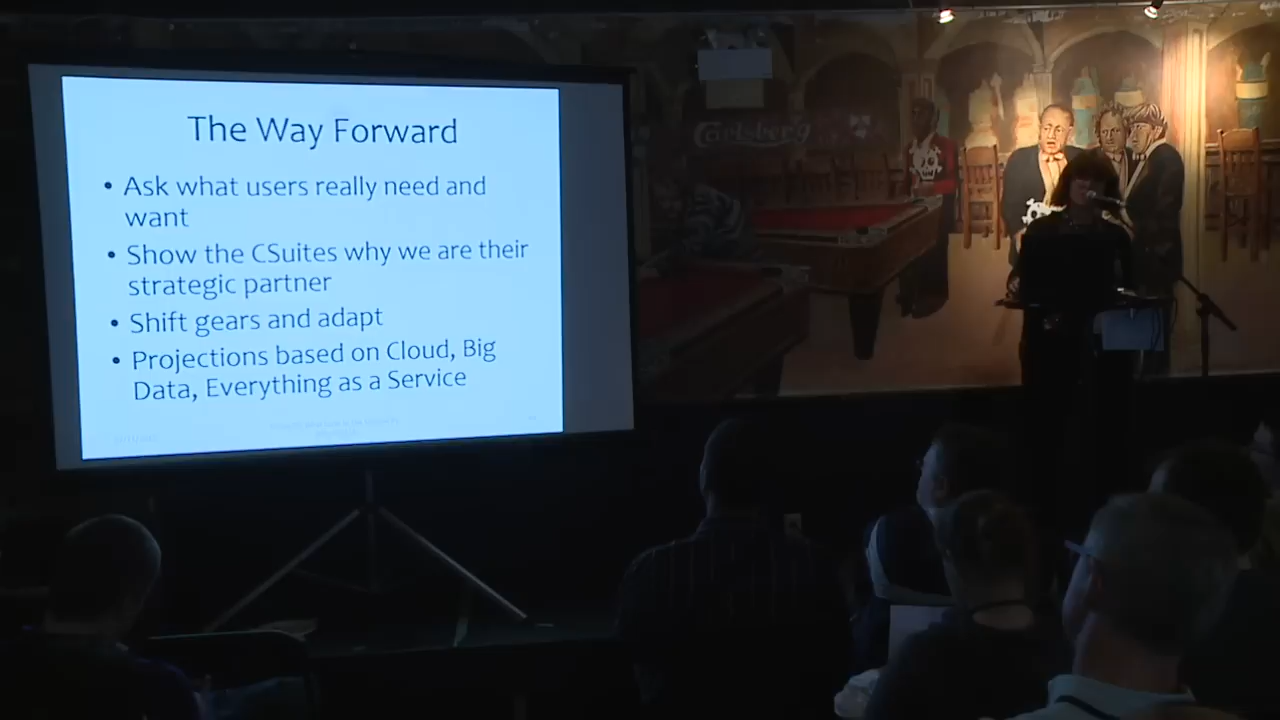 The Way Forward
• Ask what users really need and
want
• Show the CSuites why we are their
strategic partner
• Shift gears and adapt
• Projections based on Cloud, Big
Data, Everything as a Service
Carlsberg